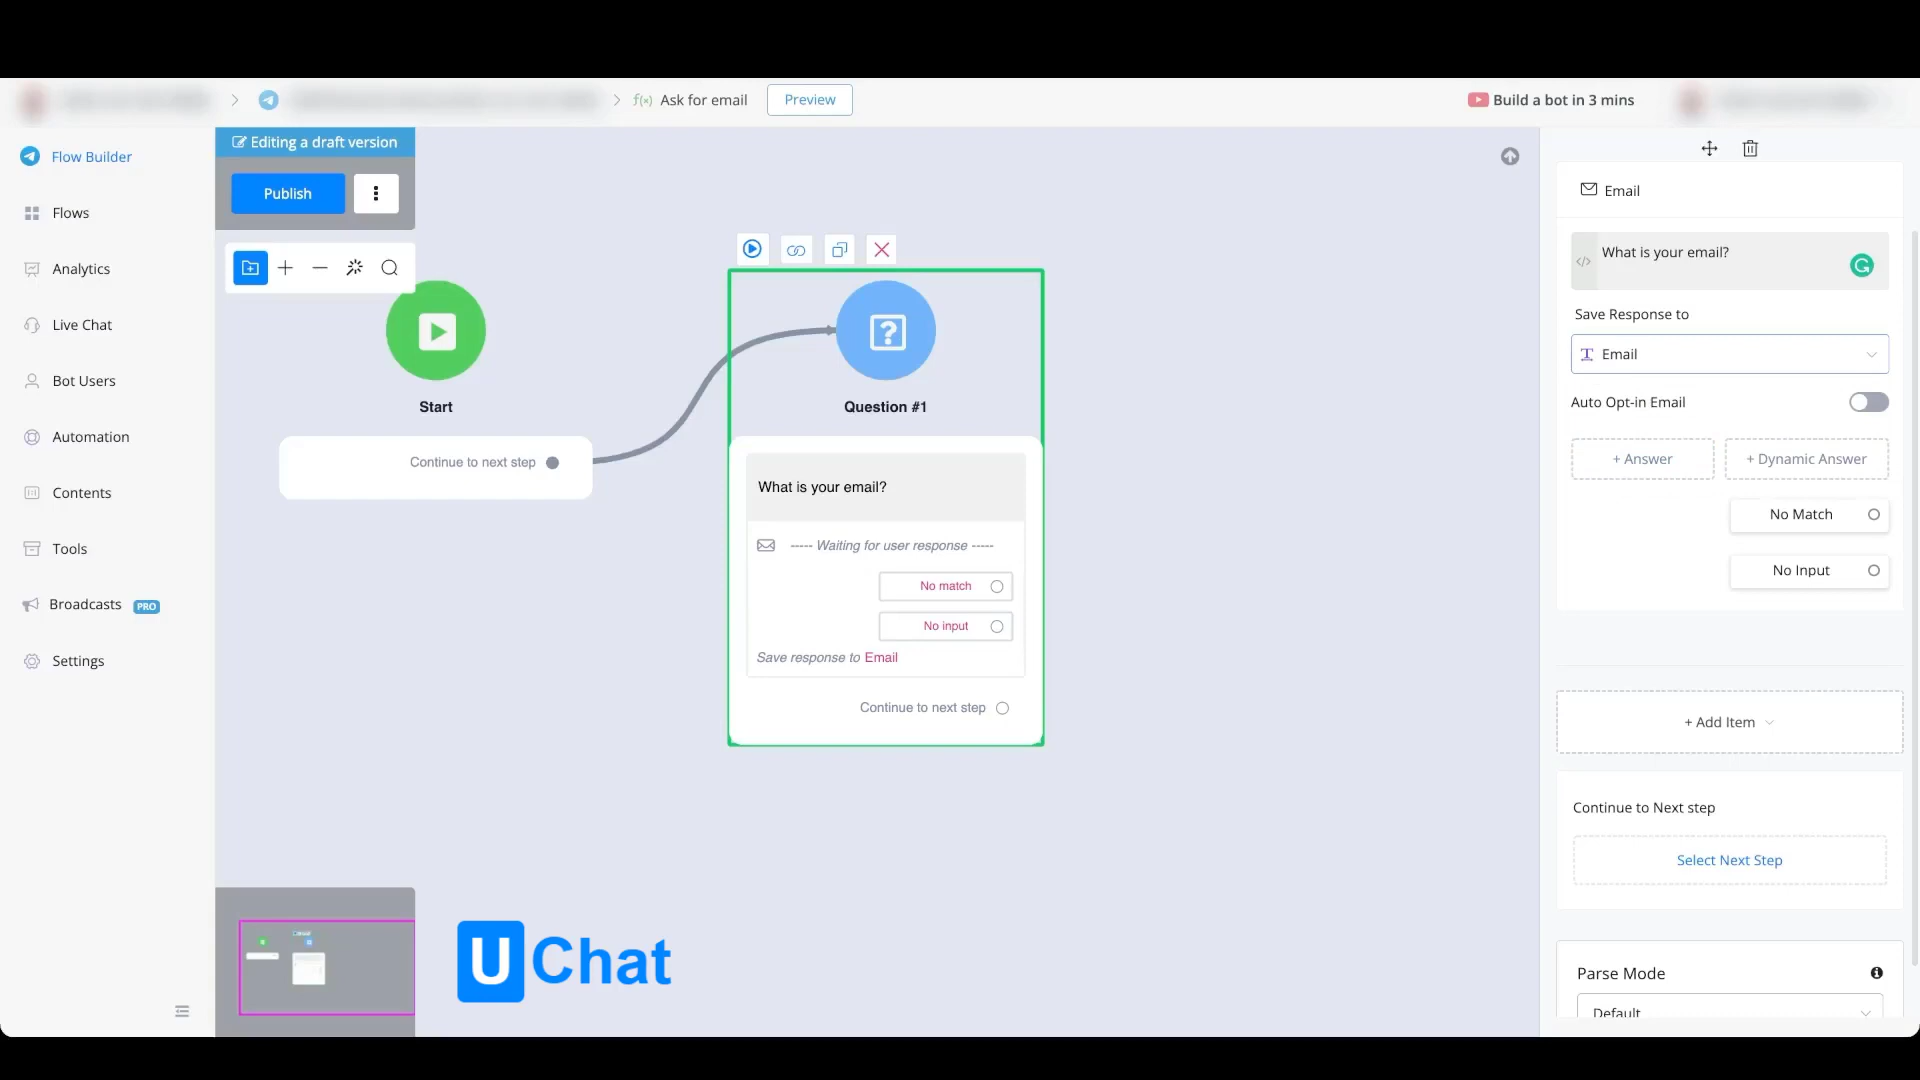 f(x) Ask for email
Preview
Build a bot in 3 mins
Flow Builder
Flows
Analytics
Live Chat
Bot Users
Automation
Contents
Tools
Broadcasts PRO
Settings
Editing a draft version
Publish
Start
Continue to next step
Question #1
What is your email?
----- Waiting for user response -----
No match
No input
Save response to Email
Continue to next step
U Chat
Email
What is your email?
Save Response to
Email
Auto Opt-in Email
+ Answer
+ Dynamic Answer
No Match
No Input
+ Add Item
Continue to Next step
Select Next Step
Parse Mode
Default